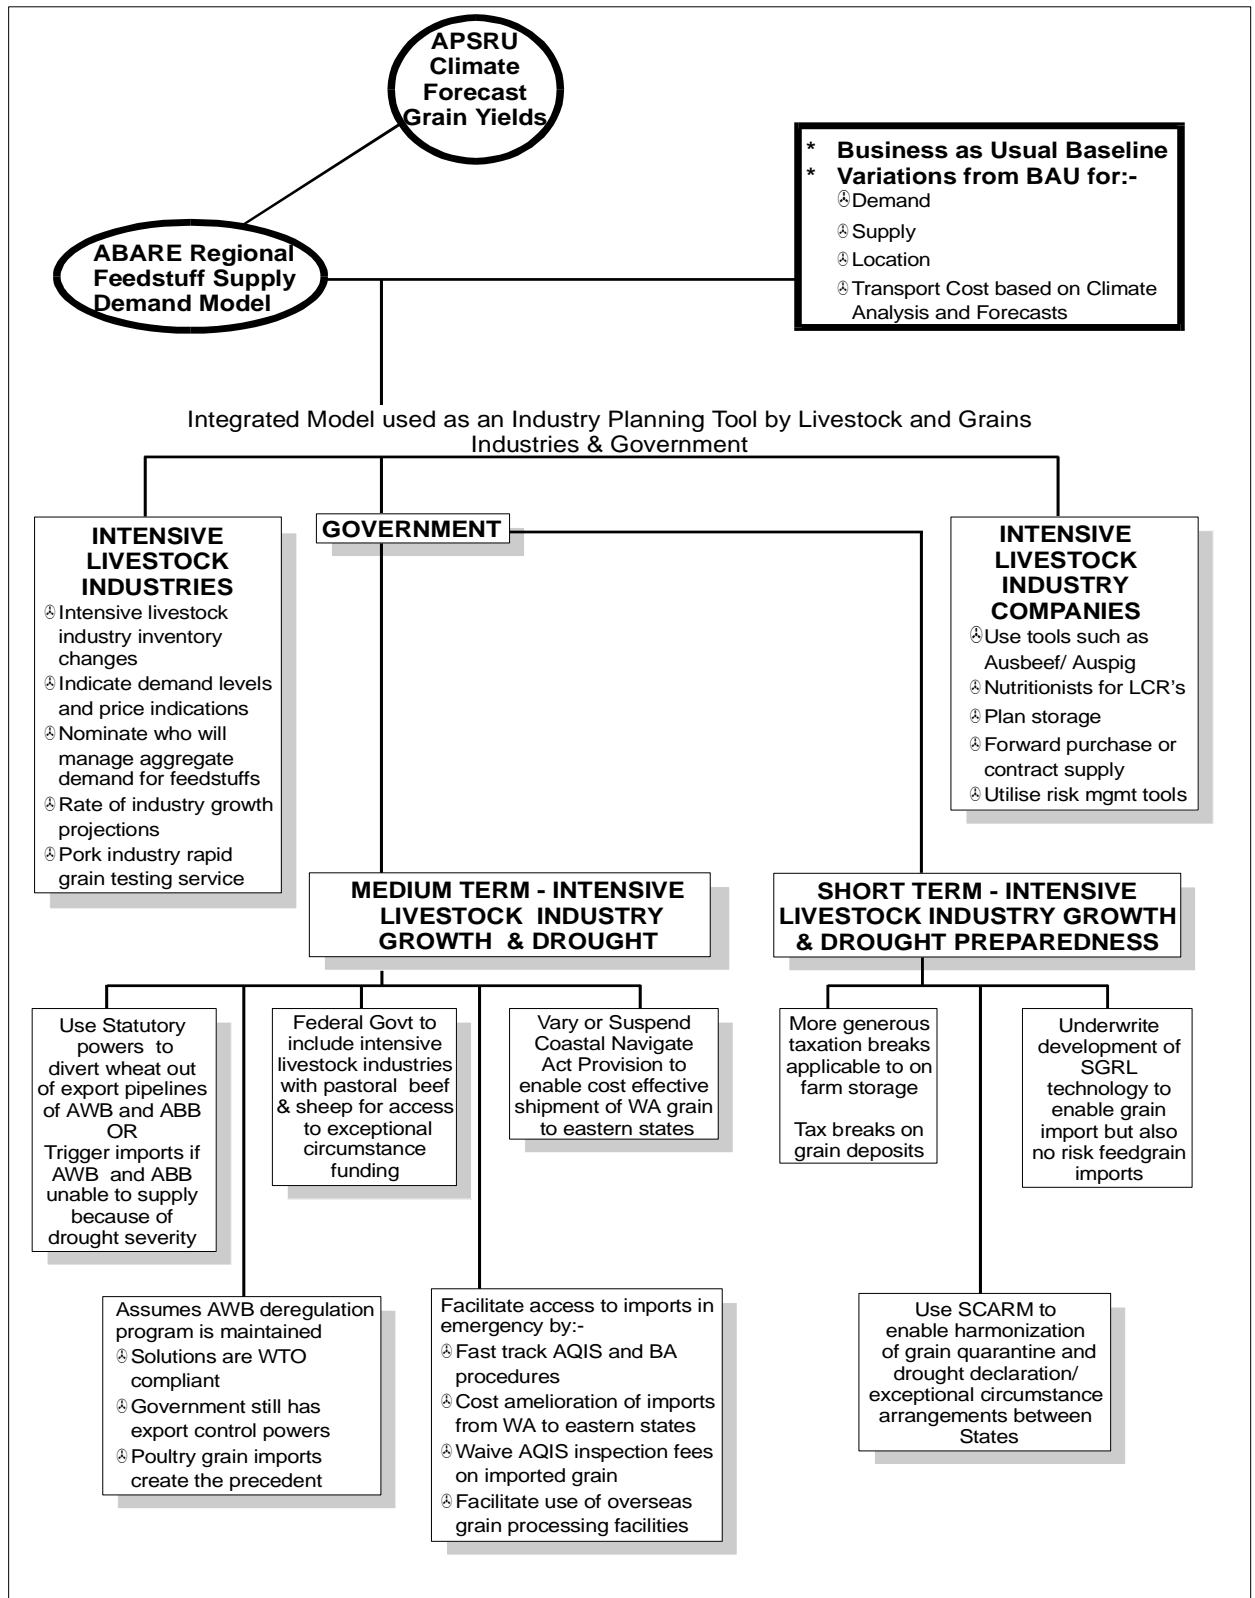 APSRU
Climate
Forecast
Grain Yields
* Business as Usual Baseline
* Variations from BAU for:-
Demand
Supply
Location
Transport Cost based on Climate
Analysis and Forecasts
ABARE Regional
Feedstuff Supply
Demand Model
Integrated Model used as an Industry Planning Tool by Livestock and Grains
Industries & Government
INTENSIVE
LIVESTOCK
INDUSTRIES
Intensive livestock
industry inventory
changes
Indicate demand levels
and price indications
Nominate who will
manage aggregate
demand for feedstuffs
Rate of industry growth
projections
Pork industry rapid
grain testing service
GOVERNMENT
INTENSIVE
LIVESTOCK
INDUSTRY
COMPANIES
Use tools such as
Ausbeef/ Auspig
Nutritionists for LCR's
Plan storage
Forward purchase or
contract supply
Utilise risk mgmt tools
MEDIUM TERM - INTENSIVE
LIVESTOCK INDUSTRY
GROWTH & DROUGHT
SHORT TERM - INTENSIVE
LIVESTOCK INDUSTRY GROWTH
& DROUGHT PREPAREDNESS
Use Statutory
powers to
divert wheat out
of export pipelines
of AWB and ABB
OR
Trigger imports if
AWB and ABB
unable to supply
because of
drought severity
Federal Govt to
include intensive
livestock industries
with pastoral beef
& sheep for access
to exceptional
circumstance
funding
Vary or Suspend
Coastal Navigate
Act Provision to
enable cost effective
shipment of WA grain
to eastern states
More generous
taxation breaks
applicable to on
farm storage
Tax breaks on
grain deposits
Underwrite
development of
SGRL
technology to
enable grain
import but also
no risk feedgrain
imports
Assumes AWB deregulation
program is maintained
Solutions are WTO
compliant
Government still has
export control powers
Poultry grain imports
create the precedent
Facilitate access to imports in
emergency by:-
Fast track AQIS and BA
procedures
Cost amelioration of imports
from WA to eastern states
Waive AQIS inspection fees
on imported grain
Facilitate use of overseas
grain processing facilities
Use SCARM to
enable harmonization
of grain quarantine and
drought declaration/
exceptional circumstance
arrangements between
States